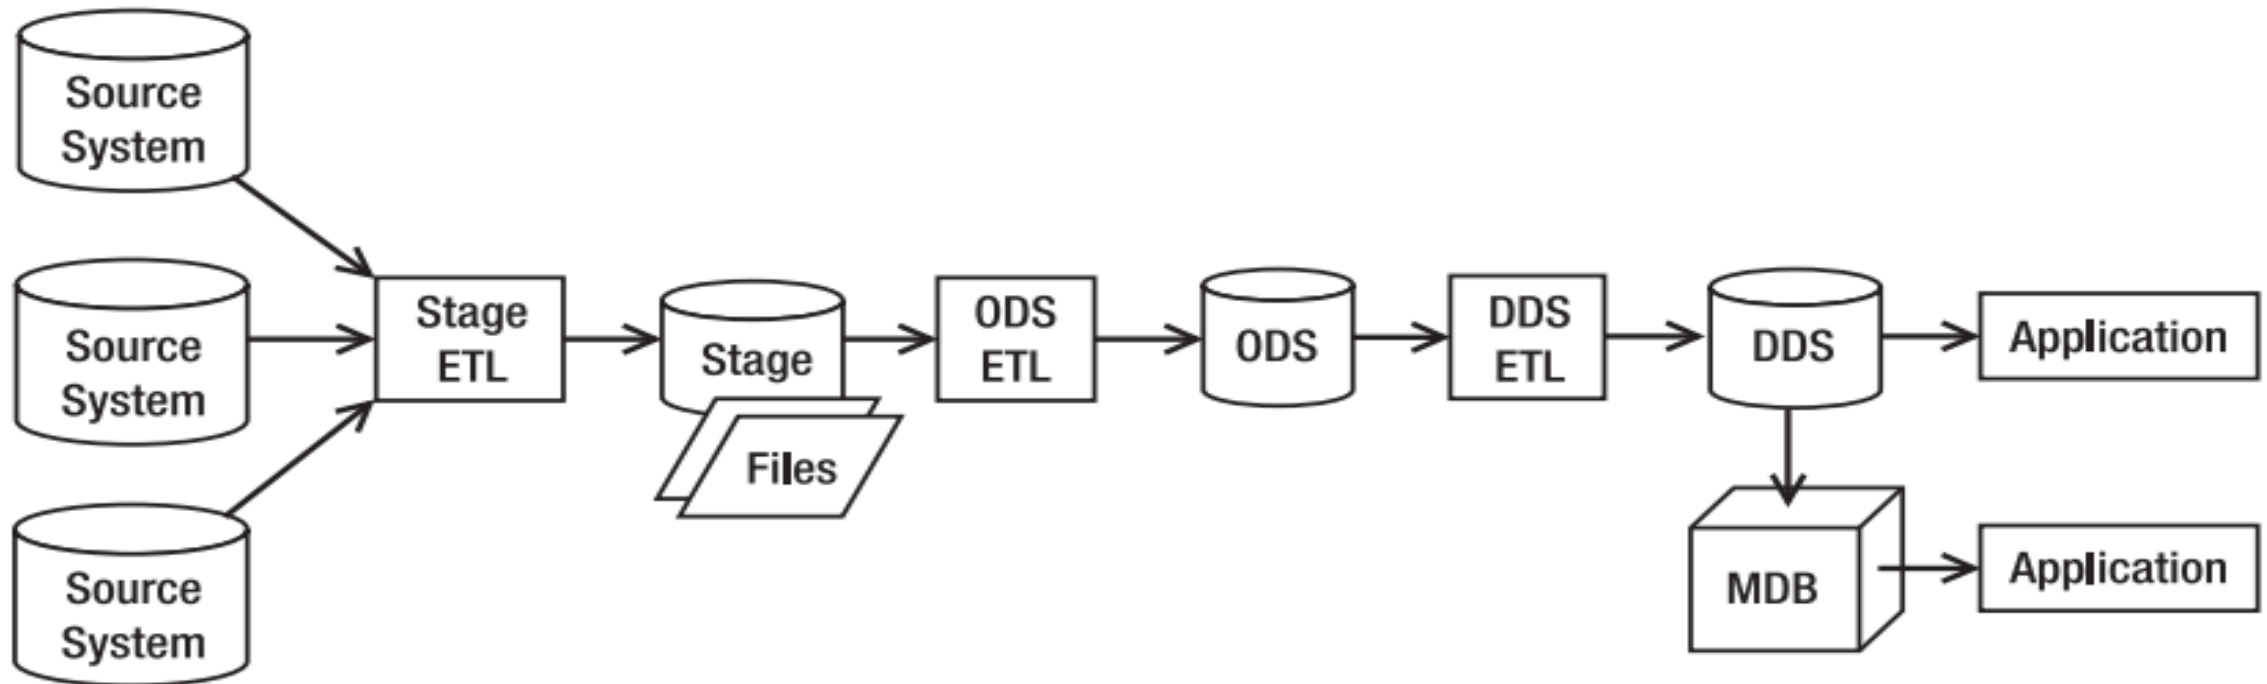 Source
System
Source
System
Source
System
Stage
ETL
Stage
Files
ODS
ETL
ODS
DDS
ETL
DDS
Application
MDB
Application